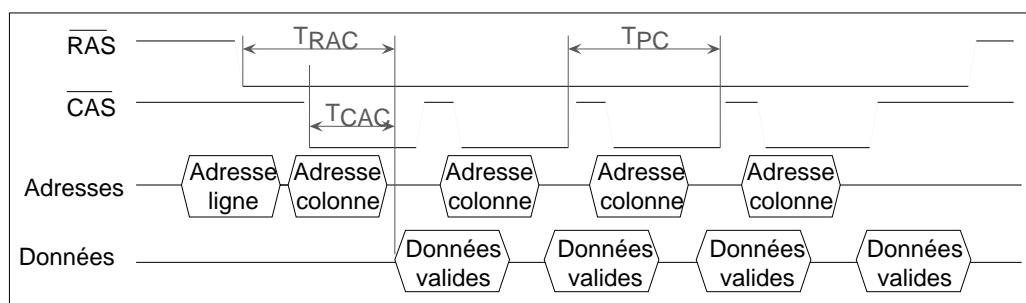 RAS
TRAC
TPC
CAS
TCAC
Adresses
Adresse
ligne
Adresse
colonne
Adresse
colonne
Adresse
colonne
Adresse
colonne
Données
Données
valides
Données
valides
Données
valides
Données
valides